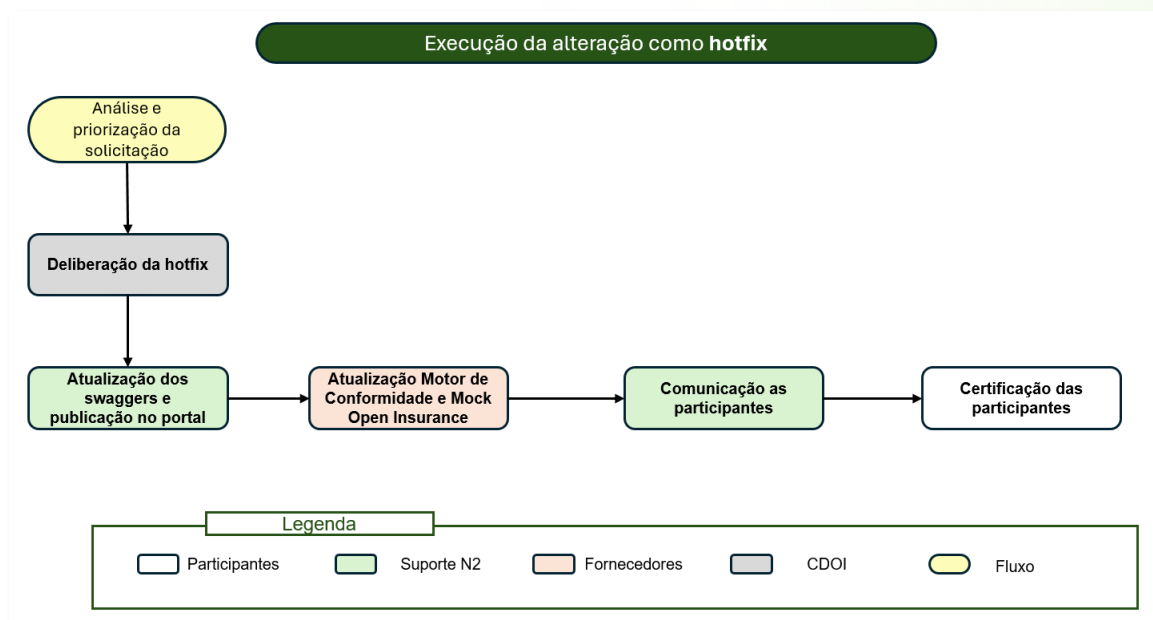 Execução da alteração como hotfix
Análise e
priorização da
solicitação
Deliberação da hotfix
Atualização dos
swaggers e
publicação no portal
Atualização Motor de
Conformidade e Mock
Open Insurance
Comunicação as
participantes
Certificação das
participantes
Legenda
Participantes
Suporte N2
Fornecedores
CDOI
Fluxo